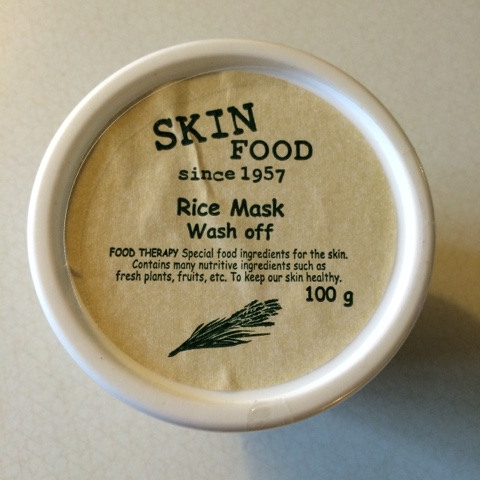 SKIN
FOOD
since 1957
Rice Mask
Wash off
FOOD THERAPY Special food ingredients for the skin.
Contains many nutritive ingredients such as
fresh plants, fruits, etc. To keep our skin healthy.
100 g